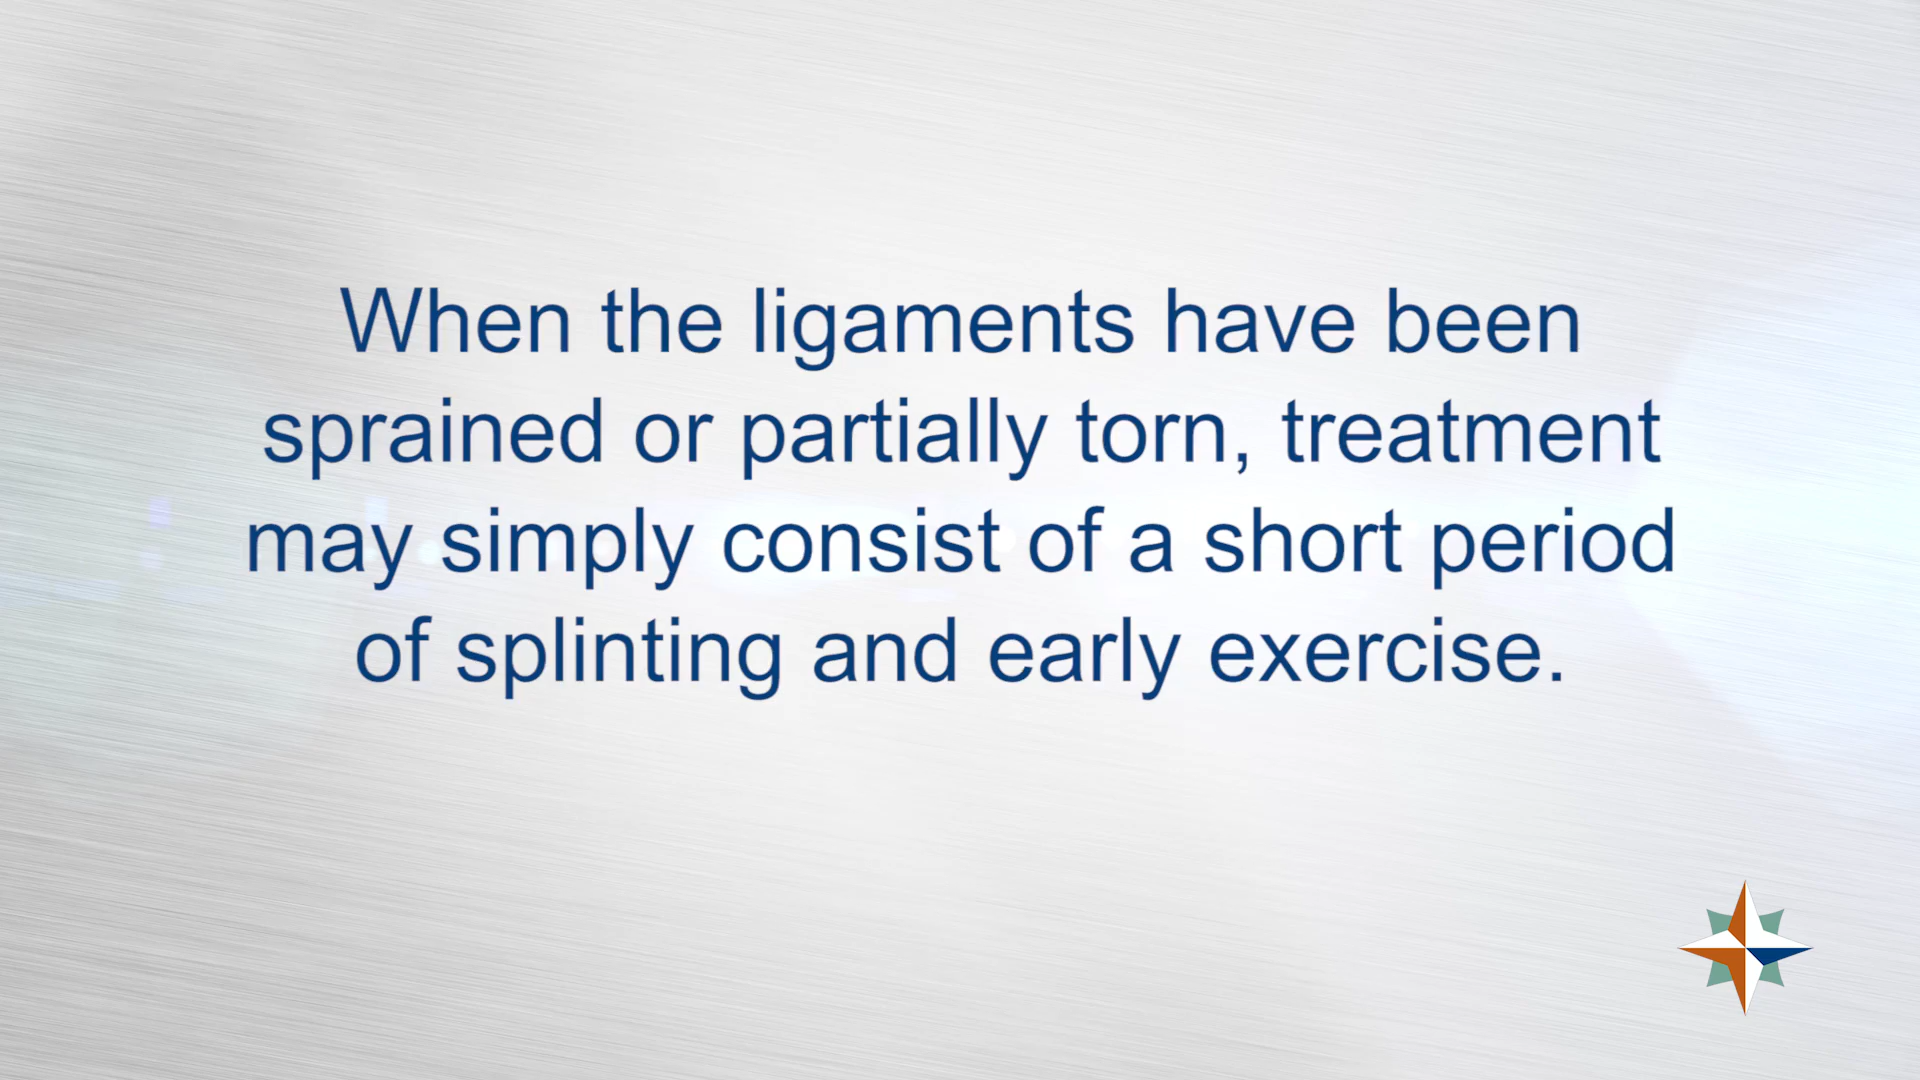 When the ligaments have been
sprained or partially torn, treatment
may simply consist of a short period
of splinting and early exercise.